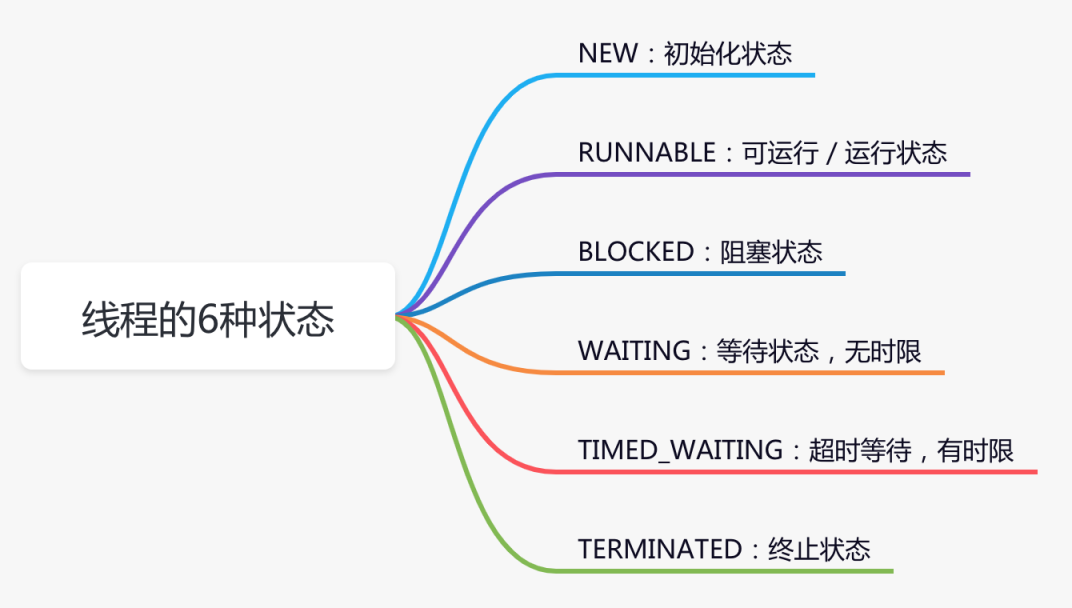 NEW：初始化状态
RUNNABLE：可运行 / 运行状态
BLOCKED：阻塞状态
线程的6种状态
WAITING：等待状态，无时限
TIMED_WAITING：超时等待，有时限
TERMINATED：终止状态